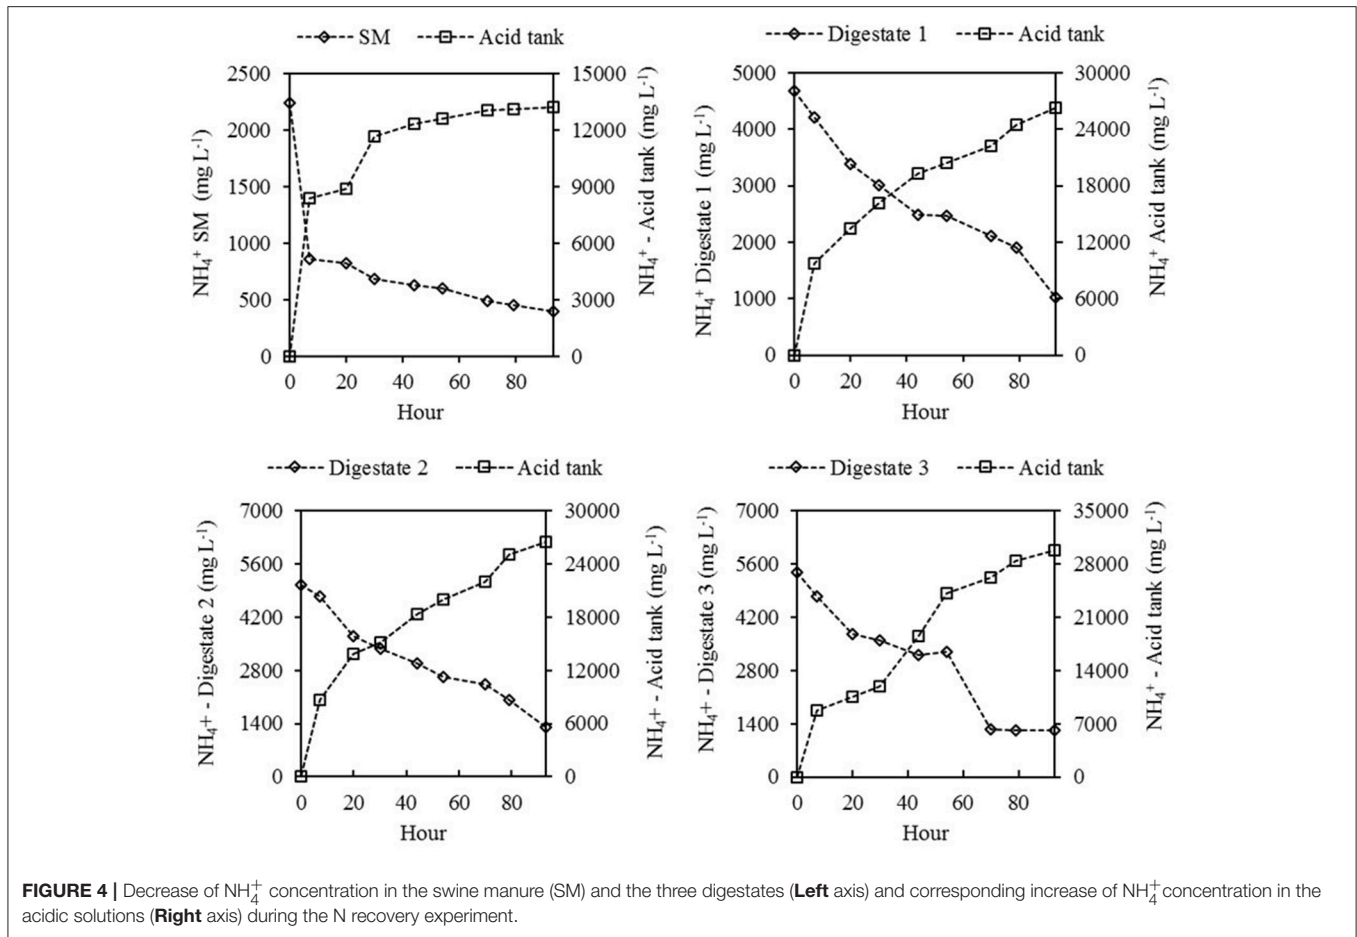 SM Acid tank
2500 15000
2000 12000
1500 9000
1000 6000
500 3000
0 0
0 20 40 60 80
Hour
NH₄⁺ SM (mg L⁻¹)
NH₄⁺ - Acid tank (mg L⁻¹)
Digestate 1 Acid tank
5000 30000
4000 24000
3000 18000
2000 12000
1000 6000
0 0
0 20 40 60 80
Hour
NH₄⁺ Digestate 1 (mg L⁻¹)
NH₄⁺ Acid tank (mg L⁻¹)
Digestate 2 Acid tank
7000 30000
5600 24000
4200 18000
2800 12000
1400 6000
0 0
0 20 40 60 80
Hour
NH₄+ - Digestate 2 (mg L⁻¹)
NH₄+ - Acid tank (mg L⁻¹)
Digestate 3 Acid tank
7000 35000
5600 28000
4200 21000
2800 14000
1400 7000
0 0
0 20 40 60 80
Hour
NH₄+ - Digestate 3 (mg L⁻¹)
NH₄⁺ - Acid tank (mg L⁻¹)
FIGURE 4 | Decrease of NH₄⁺ concentration in the swine manure (SM) and the three digestates (Left axis) and corresponding increase of NH₄⁺concentration in the
acidic solutions (Right axis) during the N recovery experiment.